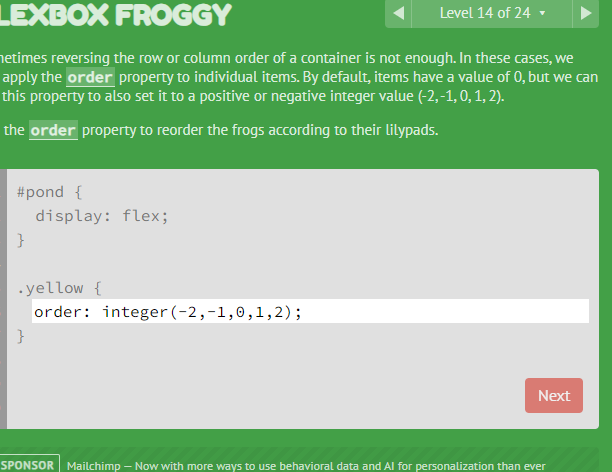 LEXBOX FROGGY
Level 14 of 24
netimes reversing the row or column order of a container is not enough. In these cases, we
apply the order property to individual items. By default, items have a value of 0, but we can
this property to also set it to a positive or negative integer value (-2, -1, 0, 1, 2).
the order property to reorder the frogs according to their lilypads.
#pond {
display: flex;
}
.yellow {
order: integer(-2,-1,0,1,2);
}
Next
SPONSOR Mailchimp — Now with more ways to use behavioral data and AI for personalization than ever